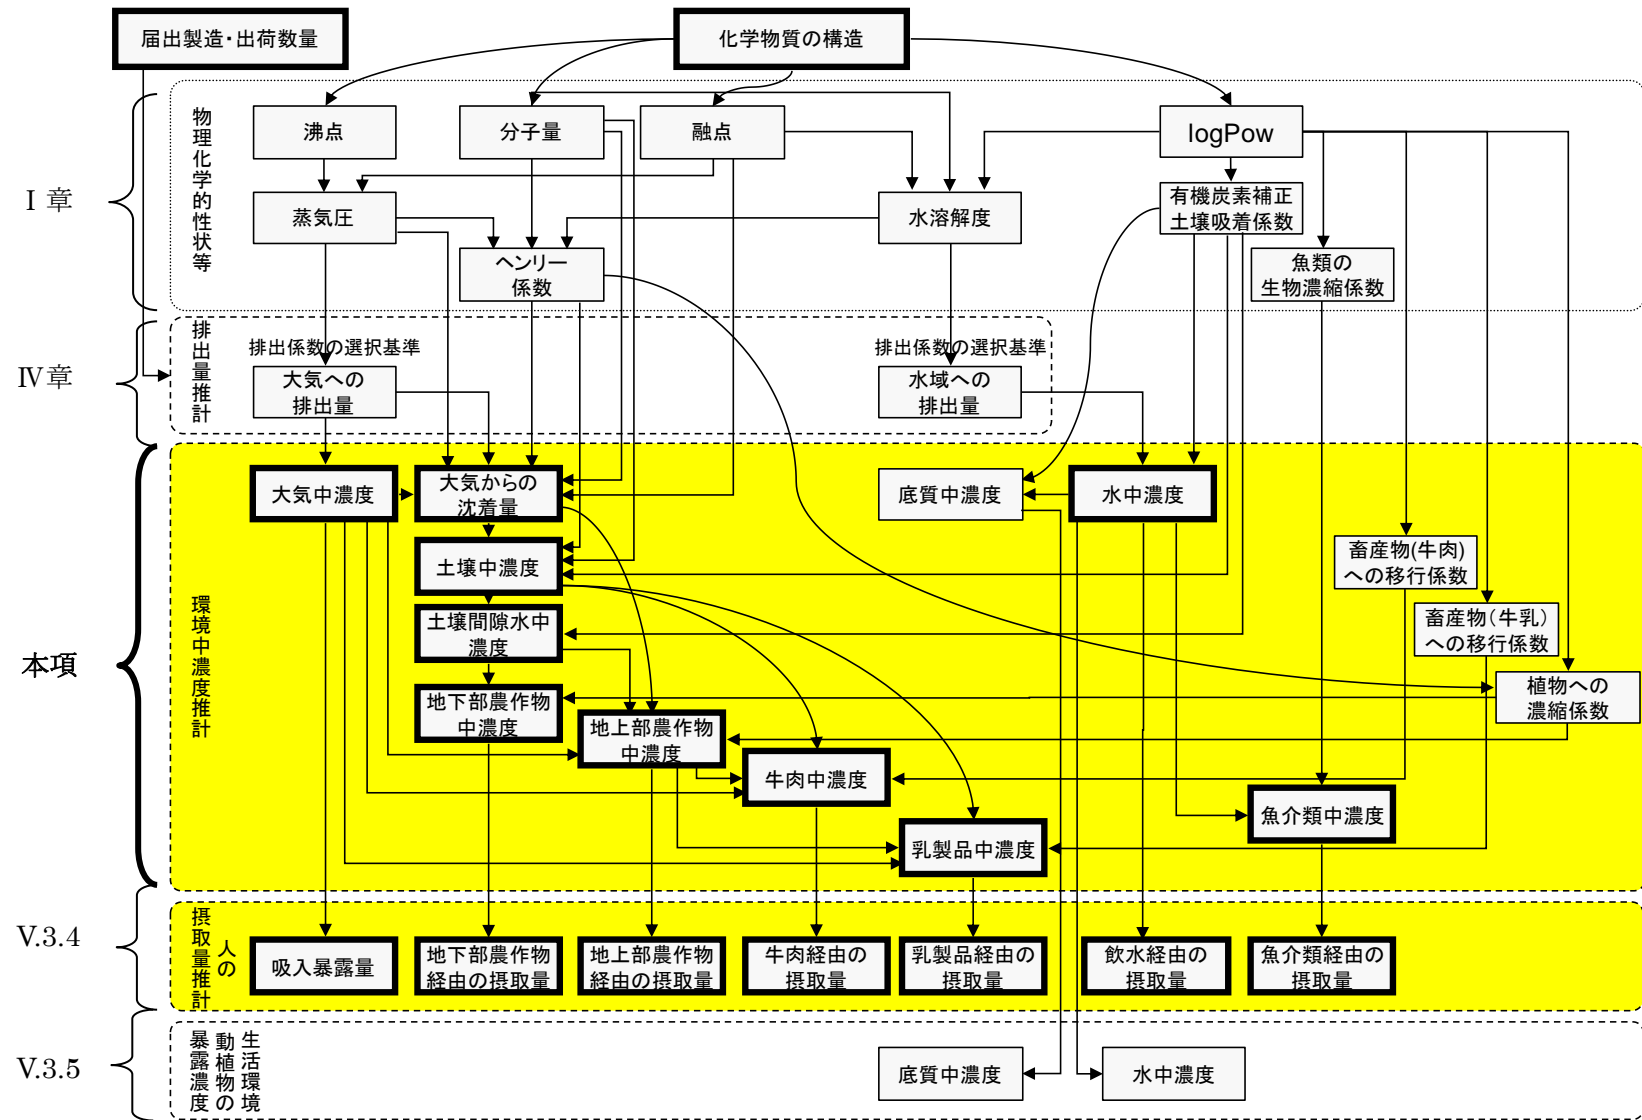 届出製造・出荷数量
化学物質の構造
Ⅰ 章
物理化学的性状等
沸点
分子量
融点
logPow
蒸気圧
水溶解度
有機炭素補正
土壌吸着係数
ヘンリー
係数
魚類の
生物濃縮係数
Ⅳ章
排出量推計
排出係数の選択基準
大気への
排出量
排出係数の選択基準
水域への
排出量
本項
環境中濃度推計
大気中濃度
大気からの
沈着量
底質中濃度
水中濃度
土壌中濃度
畜産物(牛肉)
への移行係数
土壌間隙水中
濃度
畜産物(牛乳)
への移行係数
地下部農作物
中濃度
植物への
濃縮係数
地上部農作物
中濃度
牛肉中濃度
魚介類中濃度
乳製品中濃度
V.3.4
人の
摂取量推計
吸入暴露量
地下部農作物
経由の摂取量
地上部農作物
経由の摂取量
牛肉経由の
摂取量
乳製品経由の
摂取量
飲水経由の
摂取量
魚介類経由の
摂取量
V.3.5
生活環境
動植物の
暴露濃度
底質中濃度
水中濃度